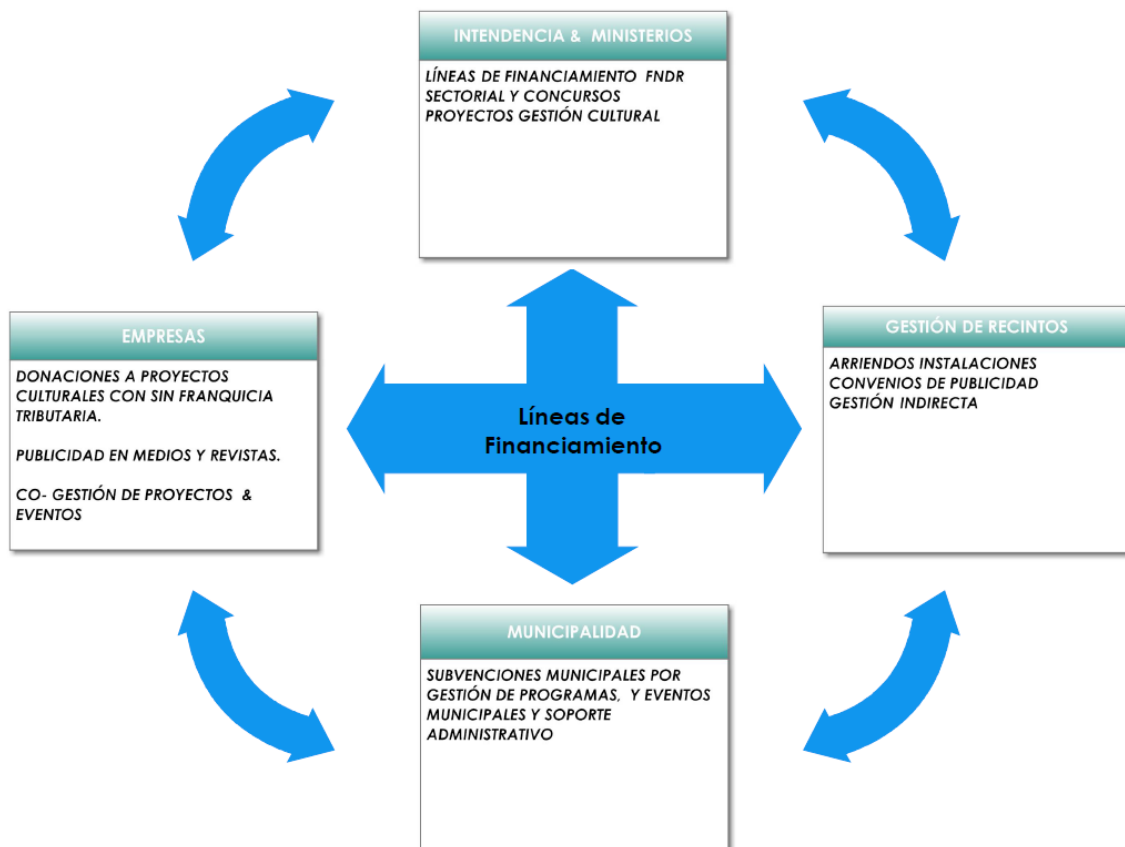 INTENDENCIA & MINISTERIOS
LÍNEAS DE FINANCIAMIENTO FNDR
SECTORIAL Y CONCURSOS
PROYECTOS GESTIÓN CULTURAL
EMPRESAS
DONACIONES A PROYECTOS
CULTURALES CON SIN FRANQUICIA
TRIBUTARIA.
PUBLICIDAD EN MEDIOS Y REVISTAS.
CO- GESTIÓN DE PROYECTOS &
EVENTOS
Líneas de
Financiamiento
GESTIÓN DE RECINTOS
ARRIENDOS INSTALACIONES
CONVENIOS DE PUBLICIDAD
GESTIÓN INDIRECTA
MUNICIPALIDAD
SUBVENCIONES MUNICIPALES POR
GESTIÓN DE PROGRAMAS, Y EVENTOS
MUNICIPALES Y SOPORTE
ADMINISTRATIVO